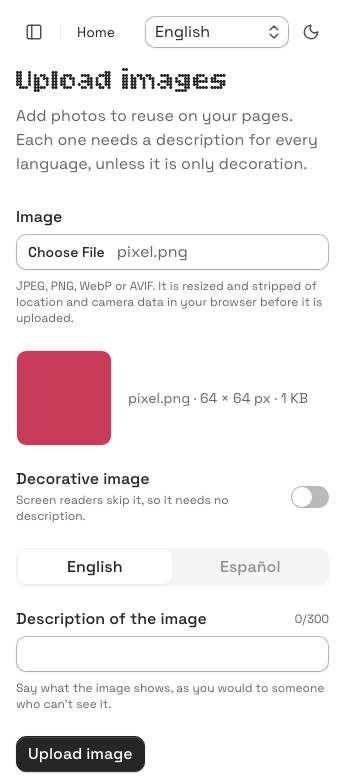 Home
English
Upload images
Add photos to reuse on your pages.
Each one needs a description for every
language, unless it is only decoration.
Image
Choose File pixel.png
JPEG, PNG, WebP or AVIF. It is resized and stripped of
location and camera data in your browser before it is
uploaded.
pixel.png · 64 × 64 px · 1 KB
Decorative image
Screen readers skip it, so it needs no
description.
English
Español
Description of the image
0/300
Say what the image shows, as you would to someone
who can't see it.
Upload image